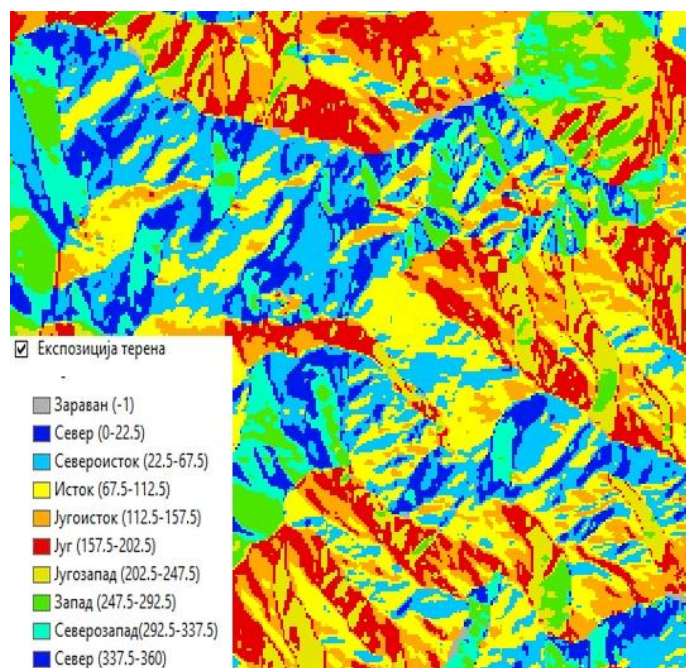 Експозиција терена
-
Зараван (-1)
Север (0-22.5)
Североисток (22.5-67.5)
Исток (67.5-112.5)
Југоисток (112.5-157.5)
Југ (157.5-202.5)
Југозапад (202.5-247.5)
Запад (247.5-292.5)
Северозапад(292.5-337.5)
Север (337.5-360)